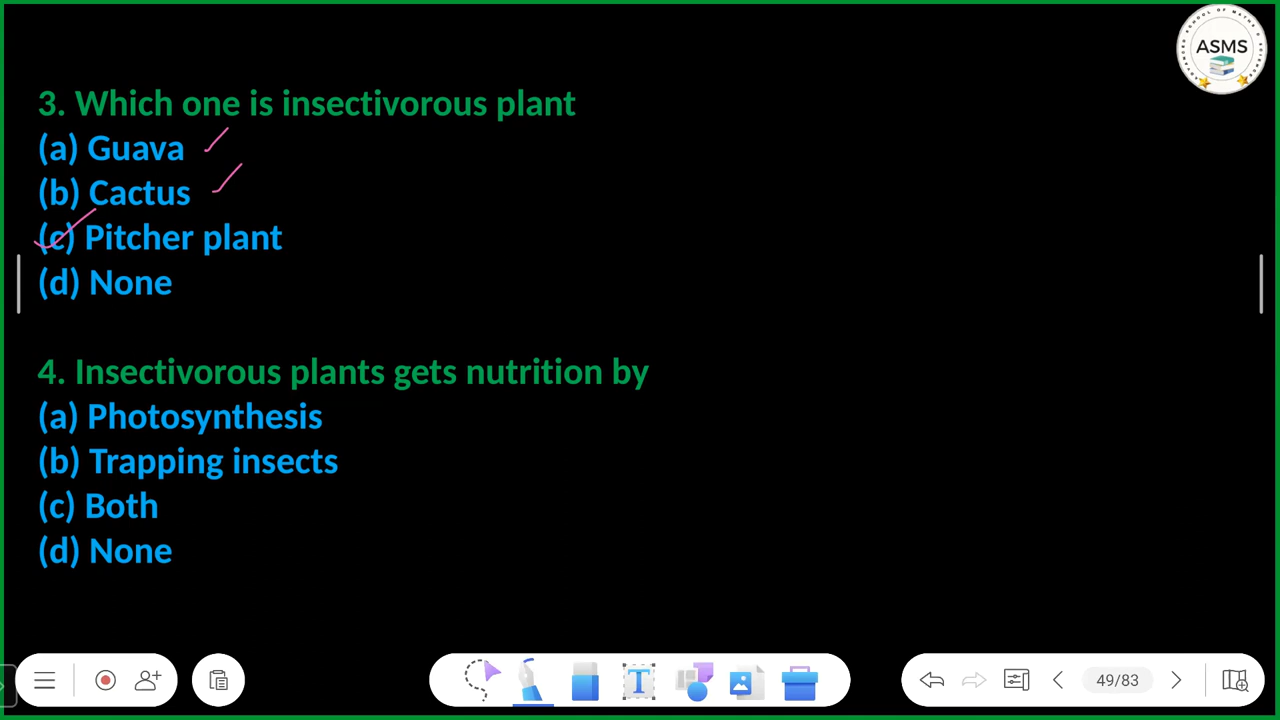 ASMS
3. Which one is insectivorous plant
(a) Guava
(b) Cactus
(c) Pitcher plant
(d) None
4. Insectivorous plants gets nutrition by
(a) Photosynthesis
(b) Trapping insects
(c) Both
(d) None
T
49/83